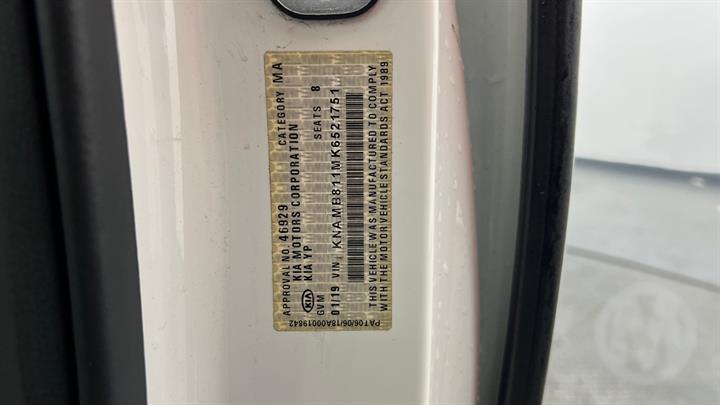 APPROVAL NO. 46929 CATEGORY MA
KIA MOTORS CORPORATION
KIA YP SEATS 8
KIA GVM
01/19 VIN: KNAMB811MK6521751
THIS VEHICLE WAS MANUFACTURED TO COMPLY
WITH THE MOTOR VEHICLE STANDARDS ACT 1989
PAT06/06/18A00019842